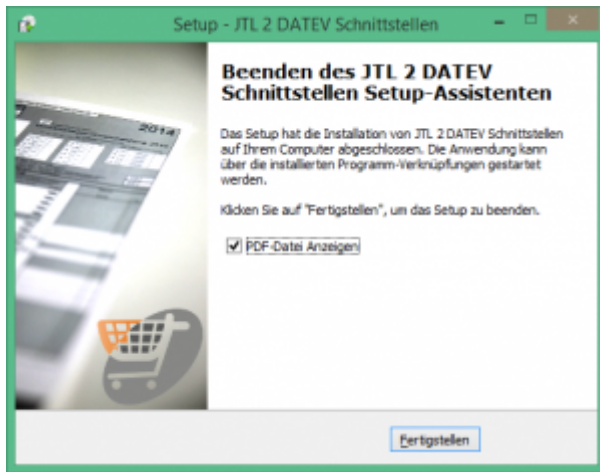 Setup - JTL 2 DATEV Schnittstellen
Beenden des JTL 2 DATEV
Schnittstellen Setup-Assistenten
Das Setup hat die Installation von JTL 2 DATEV Schnittstellen
auf Ihrem Computer abgeschlossen. Die Anwendung kann
über die installierten Programm-Verknüpfungen gestartet
werden.
Klicken Sie auf "Fertigstellen", um das Setup zu beenden.
PDF-Datei Anzeigen
2014
Fertigstellen